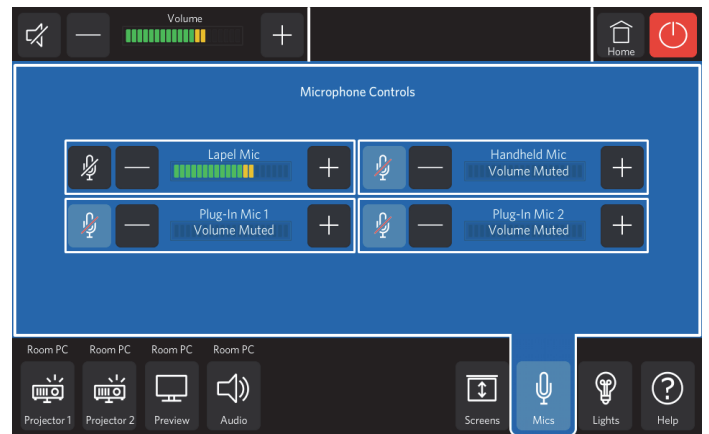 Volume
Home
Microphone Controls
Lapel Mic
Handheld Mic
Volume Muted
Plug-In Mic 1
Volume Muted
Plug-In Mic 2
Volume Muted
Room PC
Room PC
Room PC
Room PC
Projector 1
Projector 2
Preview
Audio
Screens
Mics
Lights
Help